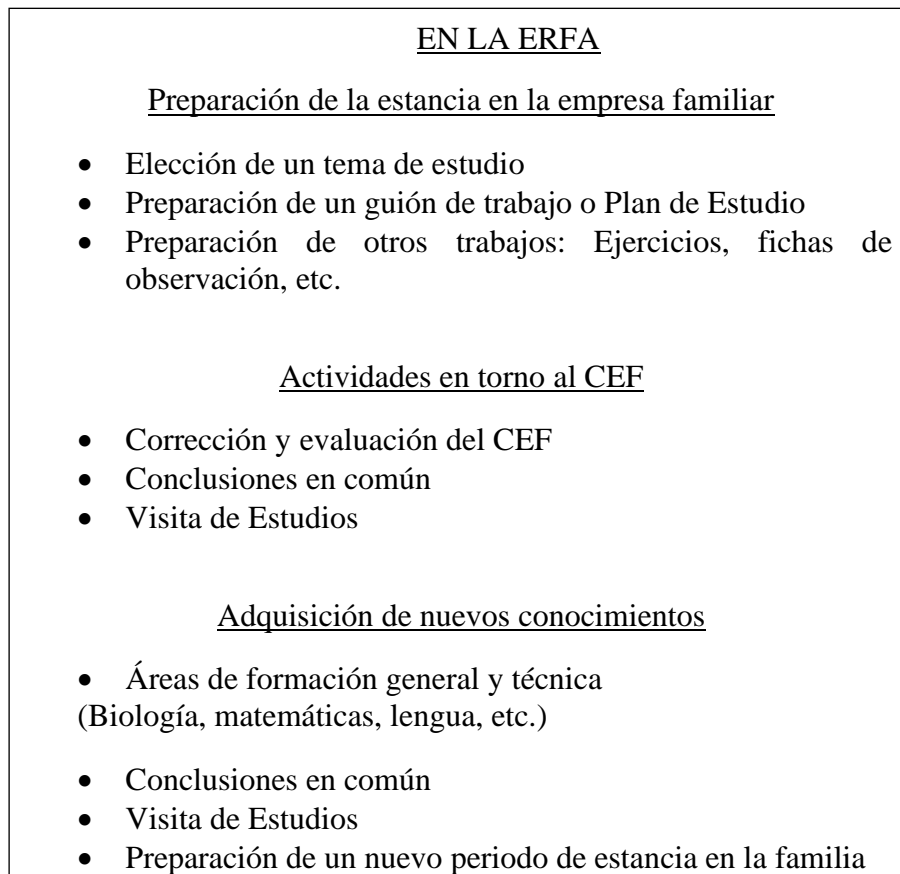 EN LA ERFA
Preparación de la estancia en la empresa familiar
• Elección de un tema de estudio
• Preparación de un guión de trabajo o Plan de Estudio
• Preparación de otros trabajos: Ejercicios, fichas de
observación, etc.
Actividades en torno al CEF
• Corrección y evaluación del CEF
• Conclusiones en común
• Visita de Estudios
Adquisición de nuevos conocimientos
• Áreas de formación general y técnica
(Biología, matemáticas, lengua, etc.)
• Conclusiones en común
• Visita de Estudios
• Preparación de un nuevo periodo de estancia en la familia